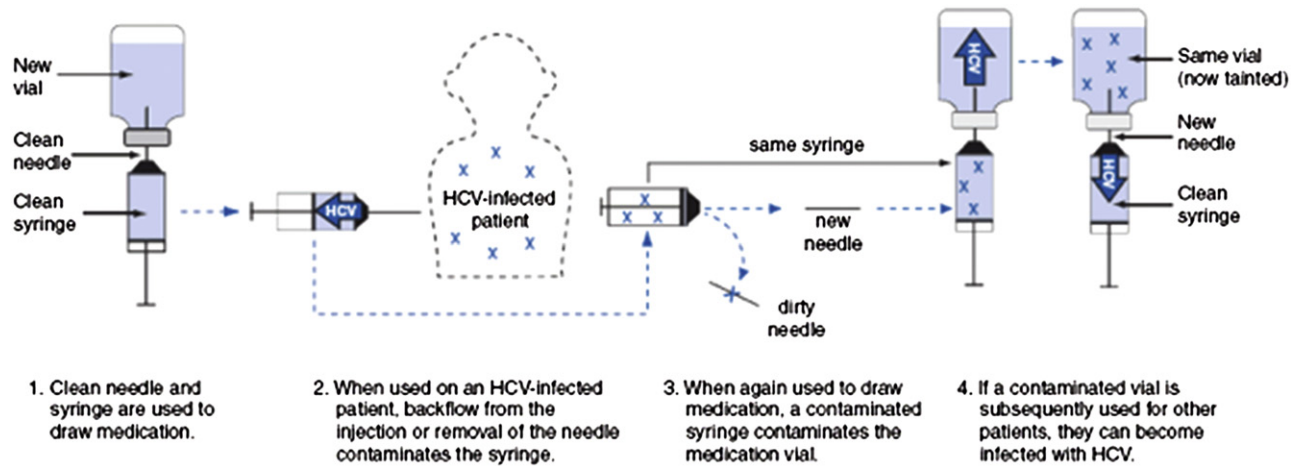 New
vial
Clean
needle
Clean
syringe
HCV
HCV-infected
patient
same syringe
new
needle
dirty
needle
HCV
HCV
Same vial
(now tainted)
New
needle
Clean
syringe
1. Clean needle and
syringe are used to
draw medication.
2. When used on an HCV-infected
patient, backflow from the
injection or removal of the needle
contaminates the syringe.
3. When again used to draw
medication, a contaminated
syringe contaminates the
medication vial.
4. If a contaminated vial is
subsequently used for other
patients, they can become
infected with HCV.